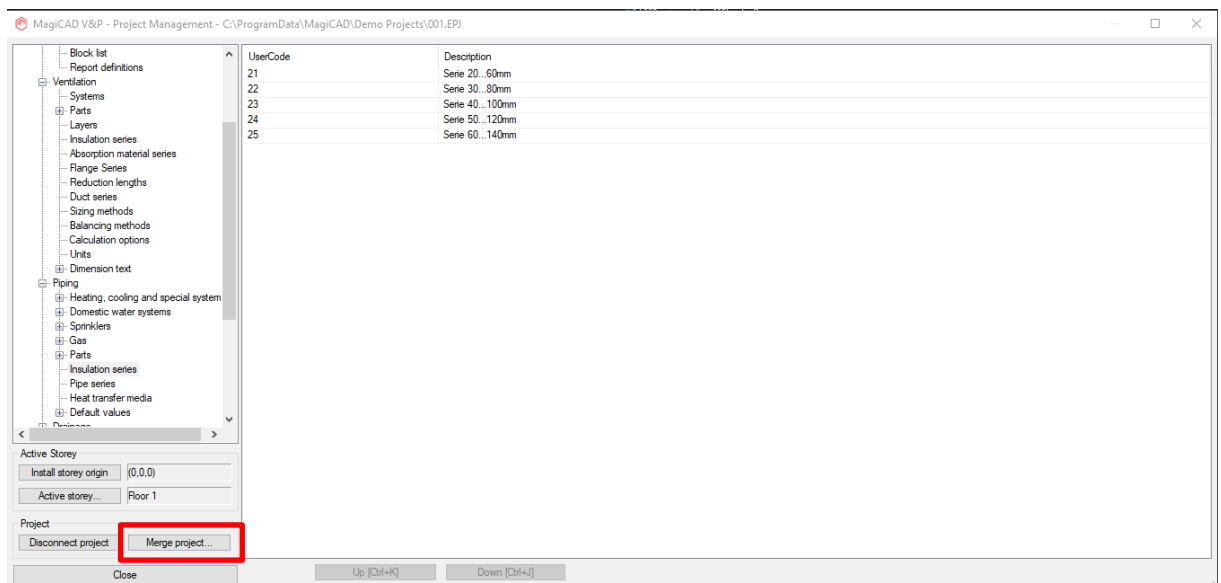 MagiCAD V&P - Project Management - C:\ProgramData\MagiCAD\Demo Projects\001.EPJ
Block list
Report definitions
Ventilation
Systems
Parts
Layers
Insulation series
Absorption material series
Flange Series
Reduction lengths
Duct series
Sizing methods
Balancing methods
Calculation options
Units
Dimension text
Piping
Heating, cooling and special system
Domestic water systems
Sprinklers
Gas
Parts
Insulation series
Pipe series
Heat transfer media
Default values
Drainage
UserCode Description
21 Serie 20...60mm
22 Serie 30...80mm
23 Serie 40...100mm
24 Serie 50...120mm
25 Serie 60...140mm
Active Storey
Install storey origin (0,0,0)
Active storey... Floor 1
Project
Disconnect project Merge project...
Close Up [Ctrl+K] Down [Ctrl+J]